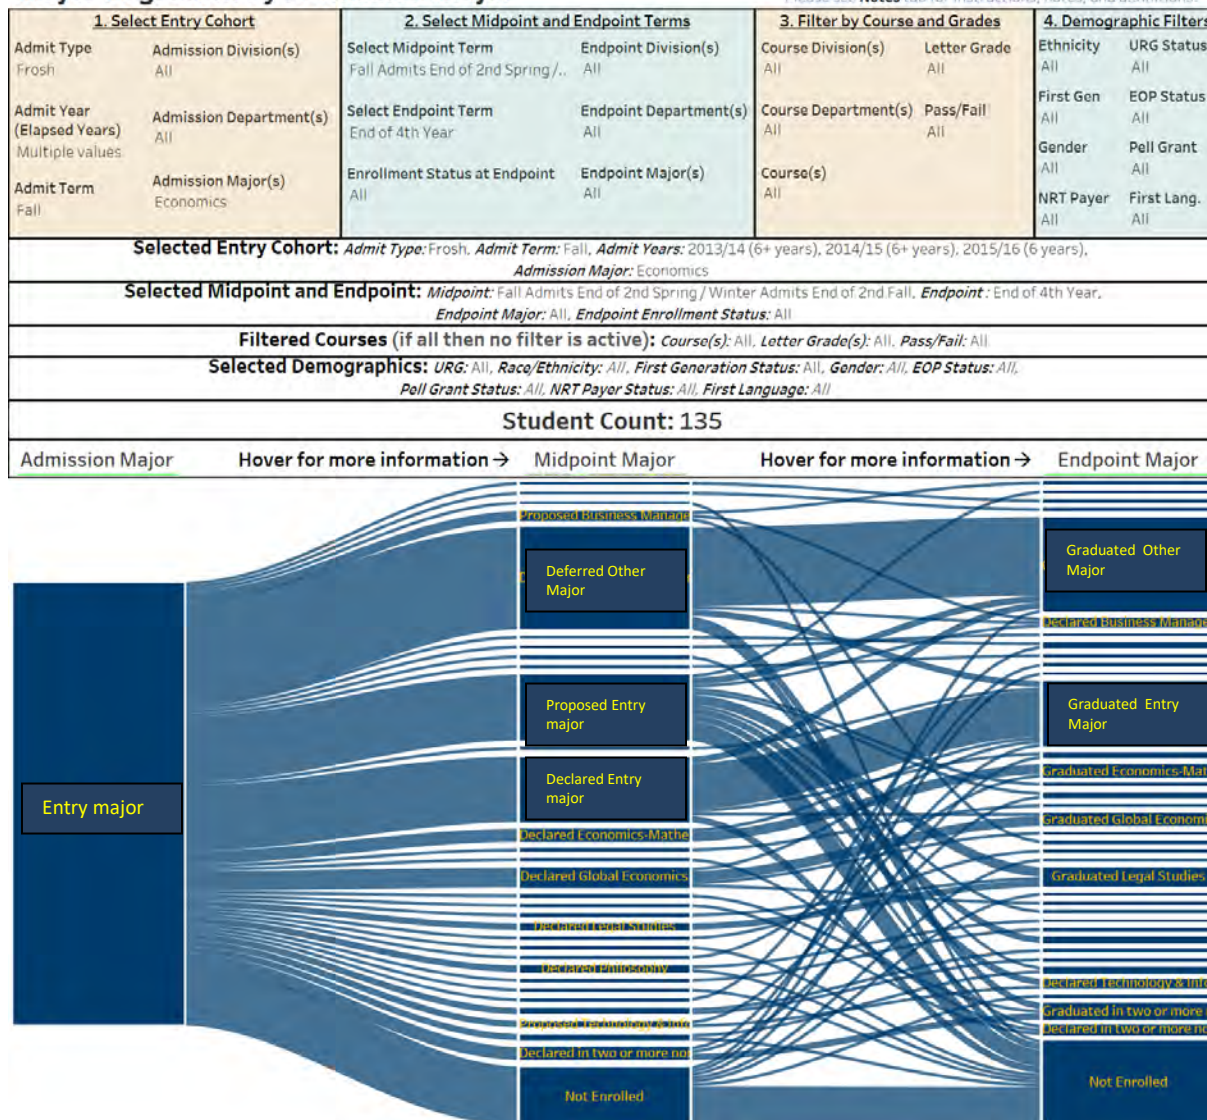 1. Select Entry Cohort
Admit Type
Frosh
Admission Division(s)
All
Admit Year
(Elapsed Years)
Multiple values
Admission Department(s)
All
Admit Term
Fall
Admission Major(s)
Economics
2. Select Midpoint and Endpoint Terms
Select Midpoint Term
Fall Admits End of 2nd Spring /..
Endpoint Division(s)
All
Select Endpoint Term
End of 4th Year
Endpoint Department(s)
All
Enrollment Status at Endpoint
All
Endpoint Major(s)
All
3. Filter by Course and Grades
Course Division(s)
All
Letter Grade
All
Course Department(s)
All
Pass/Fail
All
Course(s)
All
4. Demographic Filters
Ethnicity
All
URG Status
All
First Gen
All
EOP Status
All
Gender
All
Pell Grant
All
NRT Payer
All
First Lang.
All
Selected Entry Cohort: Admit Type: Frosh, Admit Term: Fall, Admit Years: 2013/14 (6+ years), 2014/15 (6+ years), 2015/16 (6 years),
Admission Major: Economics
Selected Midpoint and Endpoint: Midpoint: Fall Admits End of 2nd Spring / Winter Admits End of 2nd Fall, Endpoint : End of 4th Year,
Endpoint Major: All, Endpoint Enrollment Status: All
Filtered Courses (if all then no filter is active): Course(s): All, Letter Grade(s): All, Pass/Fail: All
Selected Demographics: URG: All, Race/Ethnicity: All, First Generation Status: All, Gender: All, EOP Status: All,
Pell Grant Status: All, NRT Payer Status: All, First Language: All
Student Count: 135
Admission Major
Hover for more information →
Midpoint Major
Hover for more information →
Endpoint Major
Entry major
Proposed Business Manage
Deferred Other
Major
Proposed Entry
major
Declared Entry
major
Declared Economics-Mathe
Declared Global Economics
Declared Legal Studies
Declared Philosophy
Proposed Technology & Info
Declared in two or more non
Not Enrolled
Graduated Other
Major
Declared Business Manage
Graduated Entry
Major
Graduated Economics-Mat
Graduated Global Economi
Graduated Legal Studies
Declared Technology & Info
Graduated in two or more
Declared in two or more no
Not Enrolled